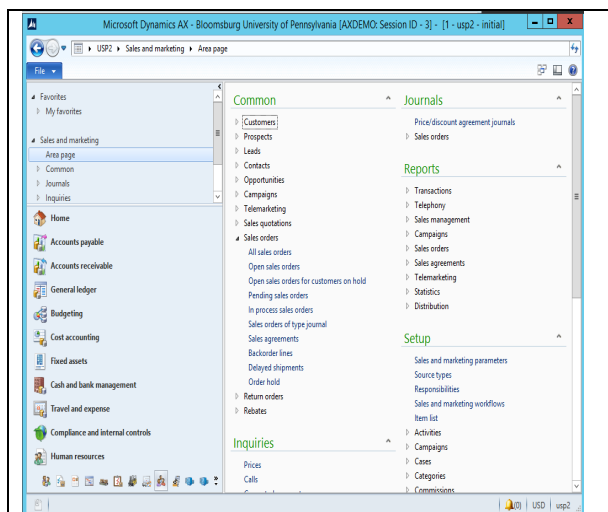 Microsoft Dynamics AX - Bloomsburg University of Pennsylvania [AXDEMO: Session ID - 3] - [1 - usp2 - initial]
USP2 Sales and marketing Area page
File
Favorites
My favorites
Sales and marketing
Area page
Common
Journals
Inquiries
Home
Accounts payable
Accounts receivable
General ledger
Budgeting
Cost accounting
Fixed assets
Cash and bank management
Travel and expense
Compliance and internal controls
Human resources
Common
Customers
Prospects
Leads
Contacts
Opportunities
Campaigns
Telemarketing
Sales quotations
Sales orders
All sales orders
Open sales orders
Open sales orders for customers on hold
Pending sales orders
In process sales orders
Sales orders of type journal
Sales agreements
Backorder lines
Delayed shipments
Order hold
Return orders
Rebates
Inquiries
Prices
Calls
Journals
Price/discount agreement journals
Sales orders
Reports
Transactions
Telephony
Sales management
Campaigns
Sales orders
Sales agreements
Telemarketing
Statistics
Distribution
Setup
Sales and marketing parameters
Source types
Responsibilities
Sales and marketing workflows
Item list
Activities
Campaigns
Cases
Categories
Commissions
(0) USD usp2